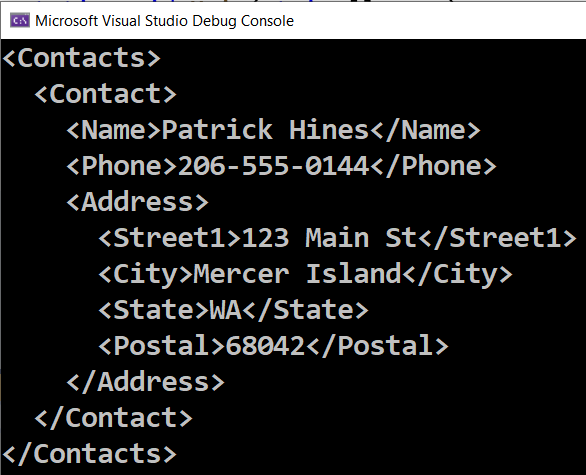 Microsoft Visual Studio Debug Console
<Contacts>
  <Contact>
    <Name>Patrick Hines</Name>
    <Phone>206-555-0144</Phone>
    <Address>
      <Street1>123 Main St</Street1>
      <City>Mercer Island</City>
      <State>WA</State>
      <Postal>68042</Postal>
    </Address>
  </Contact>
</Contacts>